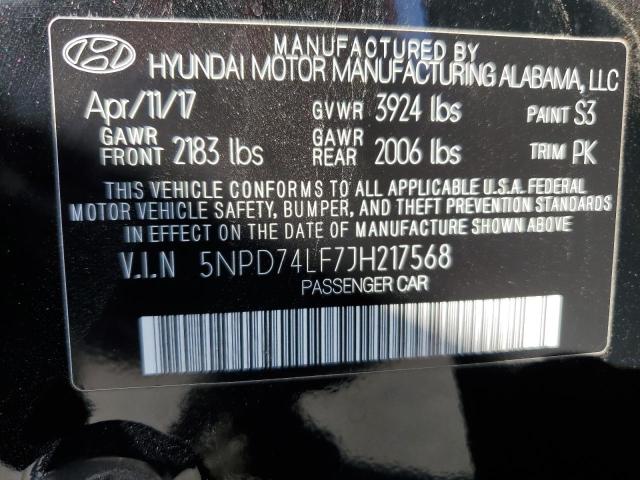 MANUFACTURED BY
HYUNDAI MOTOR MANUFACTURING ALABAMA, LLC
Apr/11/17 GVWR 3924 lbs PAINT S3
GAWR FRONT 2183 lbs GAWR REAR 2006 lbs TRIM PK
THIS VEHICLE CONFORMS TO ALL APPLICABLE U.S.A. FEDERAL
MOTOR VEHICLE SAFETY, BUMPER, AND THEFT PREVENTION STANDARDS
IN EFFECT ON THE DATE OF MANUFACTURE SHOWN ABOVE.
V.I.N 5NPD74LF7JH217568
PASSENGER CAR